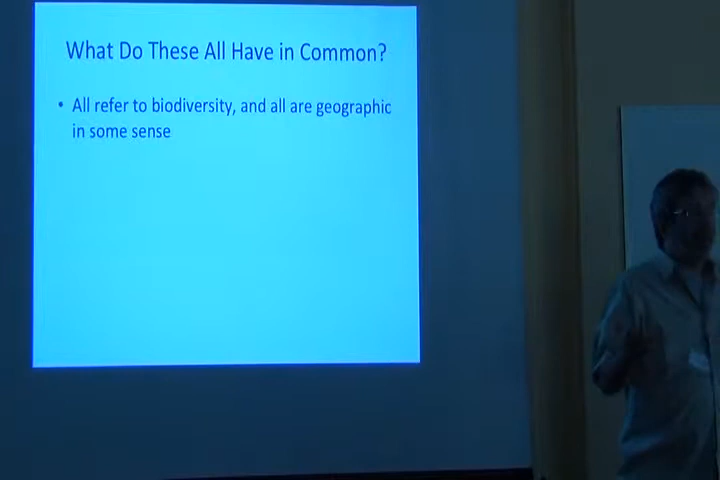 What Do These All Have in Common?
• All refer to biodiversity, and all are geographic
in some sense